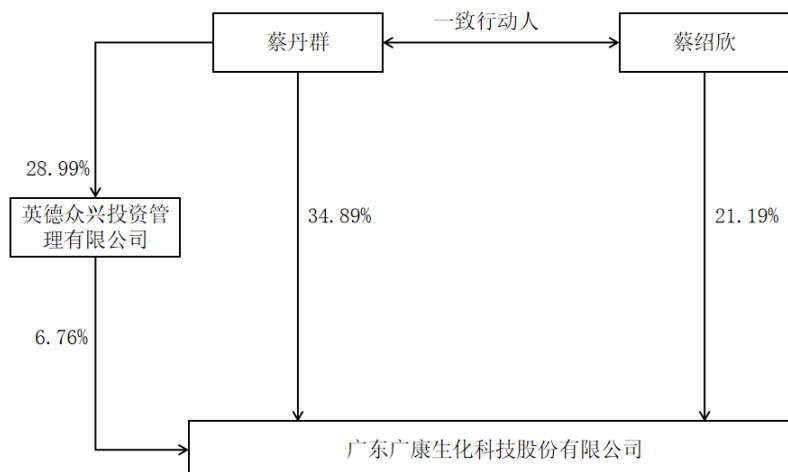 一致行动人
蔡丹群
蔡绍欣
28.99%
英德众兴投资管
理有限公司
34.89%
21.19%
6.76%
广东广康生化科技股份有限公司